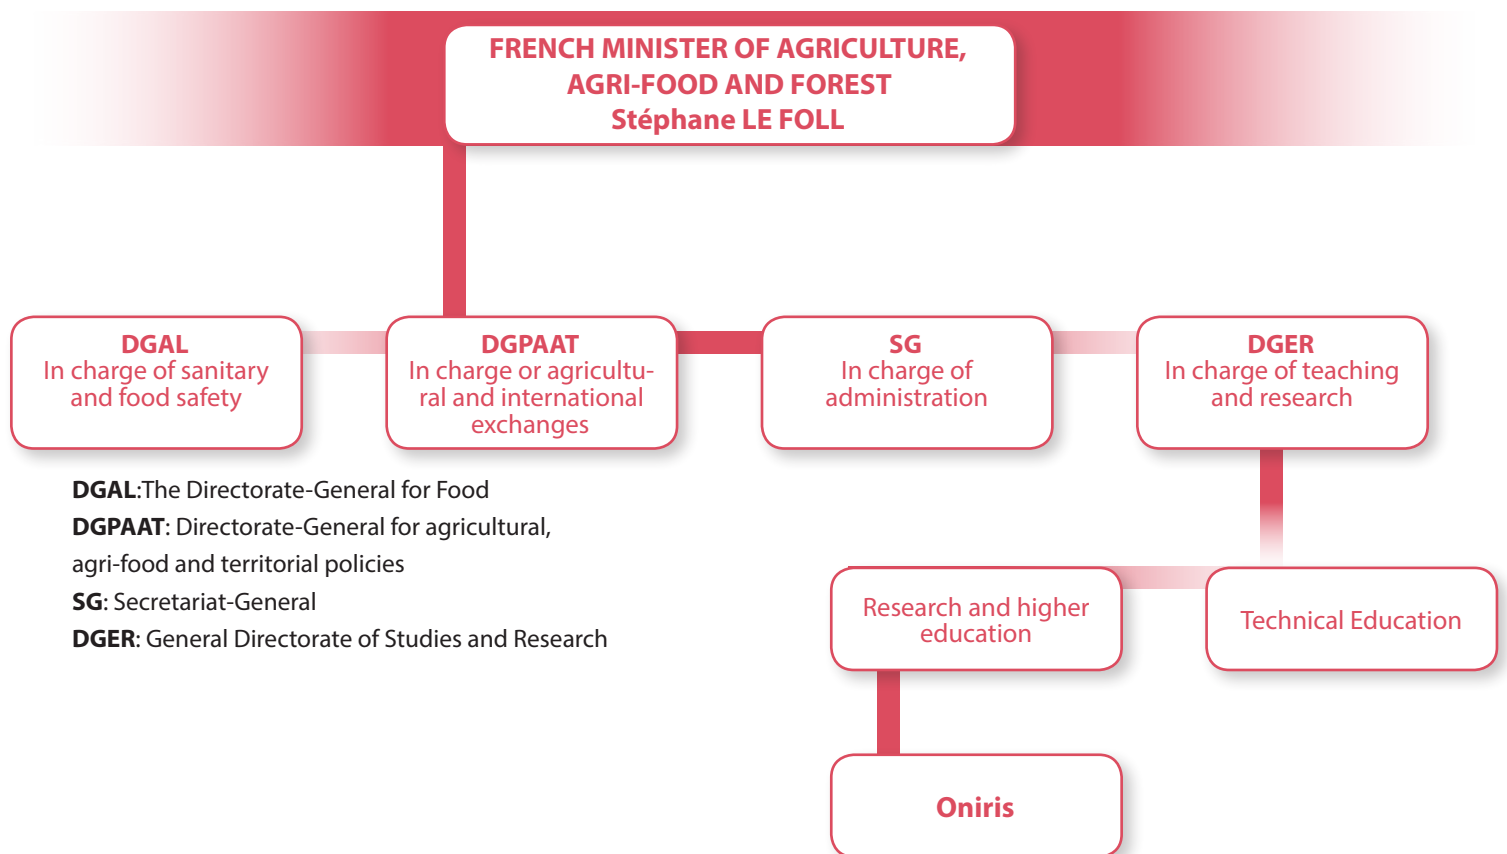 FRENCH MINISTER OF AGRICULTURE,
AGRI-FOOD AND FOREST
Stéphane LE FOLL
DGAL
In charge of sanitary
and food safety
DGPAAT
In charge or agricultu-
ral and international
exchanges
SG
In charge of
administration
DGER
In charge of teaching
and research
DGAL:The Directorate-General for Food
DGPAAT: Directorate-General for agricultural,
agri-food and territorial policies
SG: Secretariat-General
DGER: General Directorate of Studies and Research
Research and higher
education
Technical Education
Oniris